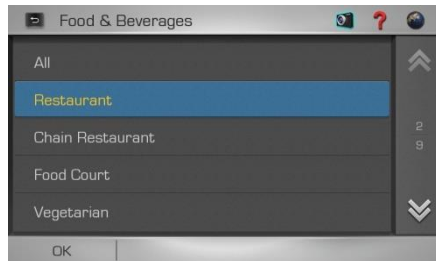 Food & Beverages
?
All
Restaurant
Chain Restaurant
2
9
Food Court
Vegetarian
OK